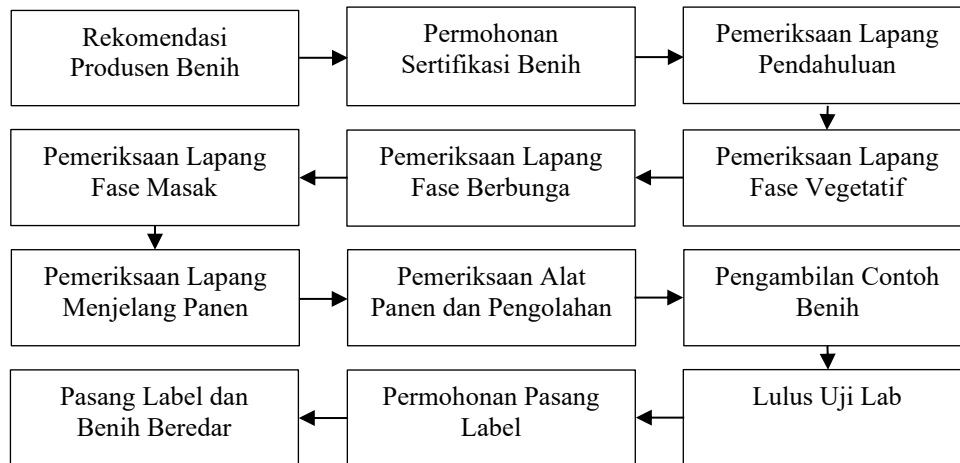 Rekomendasi
Produsen Benih
Permohonan
Sertifikasi Benih
Pemeriksaan Lapang
Pendahuluan
Pemeriksaan Lapang
Fase Vegetatif
Pemeriksaan Lapang
Fase Berbunga
Pemeriksaan Lapang
Fase Masak
Pemeriksaan Lapang
Menjelang Panen
Pemeriksaan Alat
Panen dan Pengolahan
Pengambilan Contoh
Benih
Lulus Uji Lab
Permohonan Pasang
Label
Pasang Label dan
Benih Beredar